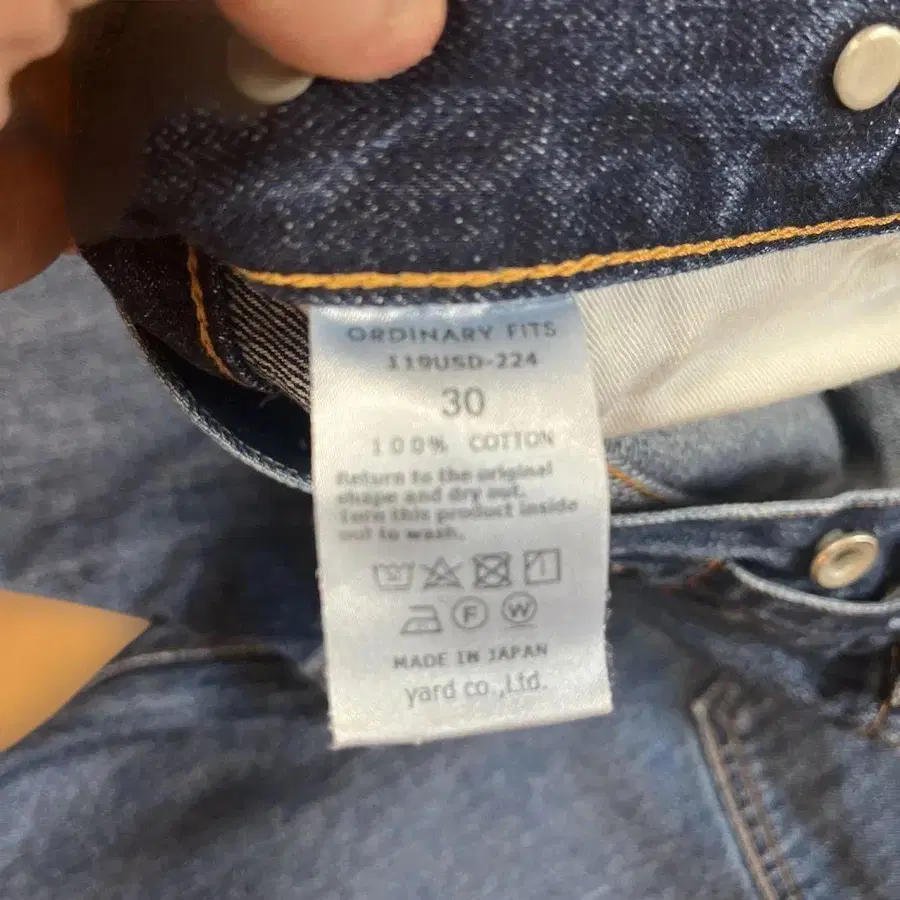 ORDINARY FITS
119USD-224
30
100% COTTON
Return to the original
shape and dry out.
Turn this product inside
out to wash.
F W
MADE IN JAPAN
yard co.,Ltd.